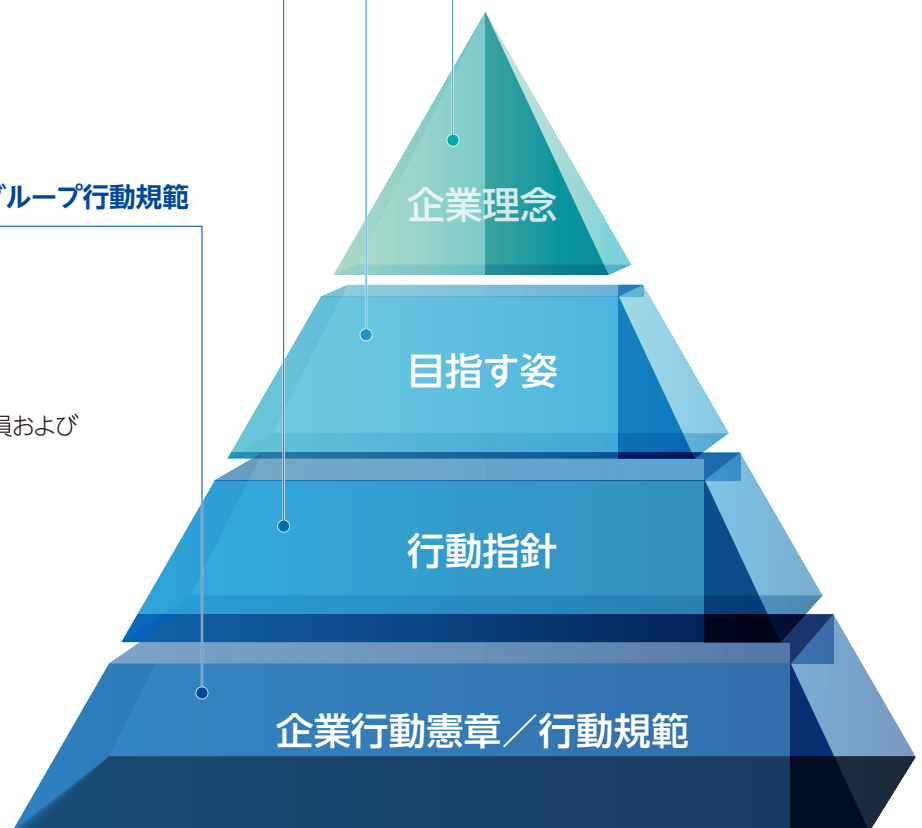 グループ行動規範
企業理念
目指す姿
員および
行動指針
企業行動憲章／行動規範